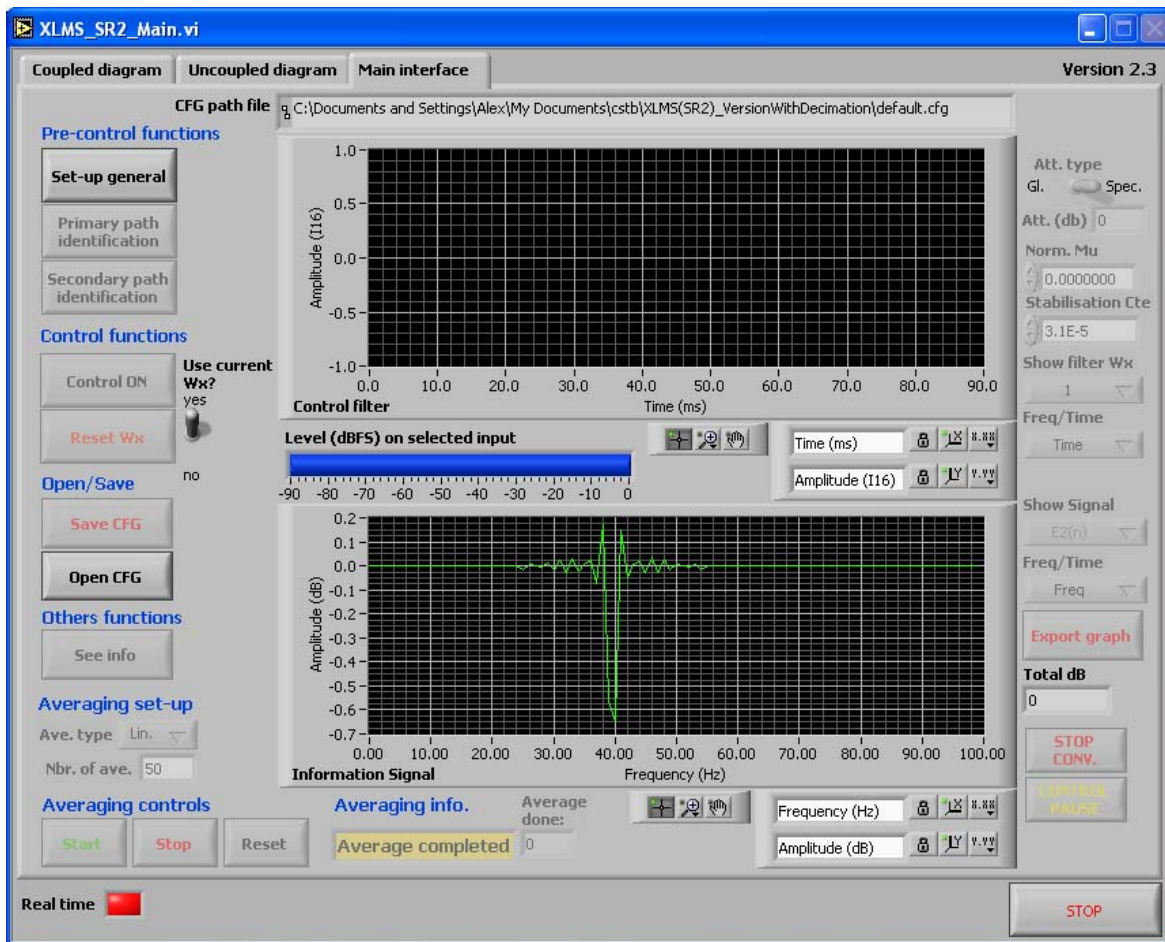 XLMS_SR2_Main.vi
Coupled diagram Uncoupled diagram Main interface Version 2.3
CFG path file C:\Documents and Settings\Alex\My Documents\cstb\XLMS(SR2)_VersionWithDecimation\default.cfg
Pre-control functions
Set-up general
Primary path
identification
Secondary path
identification
Control functions
Control ON
Reset Wx
Use current
Wx?
yes
no
Open/Save
Save CFG
Open CFG
Others functions
See info
Averaging set-up
Ave. type Lin.
Nbr. of ave. 50
Averaging controls
Start Stop Reset
1.0
0.5
0.0
-0.5
-1.0
Amplitude (I16)
0.0 10.0 20.0 30.0 40.0 50.0 60.0 70.0 80.0 90.0
Control filter Time (ms)
Level (dBFS) on selected input
-90 -80 -70 -60 -50 -40 -30 -20 -10 0
Time (ms) X.XX
Amplitude (I16) Y.YY
0.2
0.1
0.0
-0.1
-0.2
-0.3
-0.4
-0.5
-0.6
-0.7
Amplitude (dB)
0.00 10.00 20.00 30.00 40.00 50.00 60.00 70.00 80.00 90.00 100.00
Information Signal Frequency (Hz)
Averaging info.
Average completed
Average
done:
0
Frequency (Hz) X.XX
Amplitude (dB) Y.YY
Att. type
Gl. Spec.
Att. (db) 0
Norm. Mu
0.0000000
Stabilisation Cte
3.1E-5
Show filter Wx
1
Freq/Time
Time
Show Signal
E2(n)
Freq/Time
Freq
Export graph
Total dB
0
STOP
CONV.
CONTROL
PAUSE
Real time
STOP